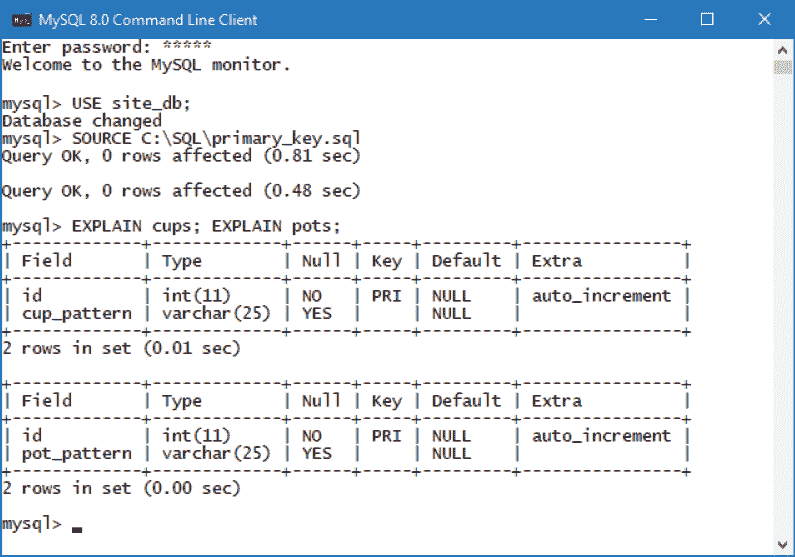 MySQL 8.0 Command Line Client
Enter password: *****
Welcome to the MySQL monitor.
mysql> USE site_db;
Database changed
mysql> SOURCE C:\SQL\primary_key.sql
Query OK, 0 rows affected (0.81 sec)
Query OK, 0 rows affected (0.48 sec)
mysql> EXPLAIN cups; EXPLAIN pots;
+-------------+-------------+------+-----+---------+----------------+
| Field       | Type        | Null | Key | Default | Extra          |
+-------------+-------------+------+-----+---------+----------------+
| id          | int(11)     | NO   | PRI | NULL    | auto_increment |
| cup_pattern | varchar(25) | YES  |     | NULL    |                |
+-------------+-------------+------+-----+---------+----------------+
2 rows in set (0.01 sec)
+-------------+-------------+------+-----+---------+----------------+
| Field       | Type        | Null | Key | Default | Extra          |
+-------------+-------------+------+-----+---------+----------------+
| id          | int(11)     | NO   | PRI | NULL    | auto_increment |
| pot_pattern | varchar(25) | YES  |     | NULL    |                |
+-------------+-------------+------+-----+---------+----------------+
2 rows in set (0.00 sec)
mysql> _